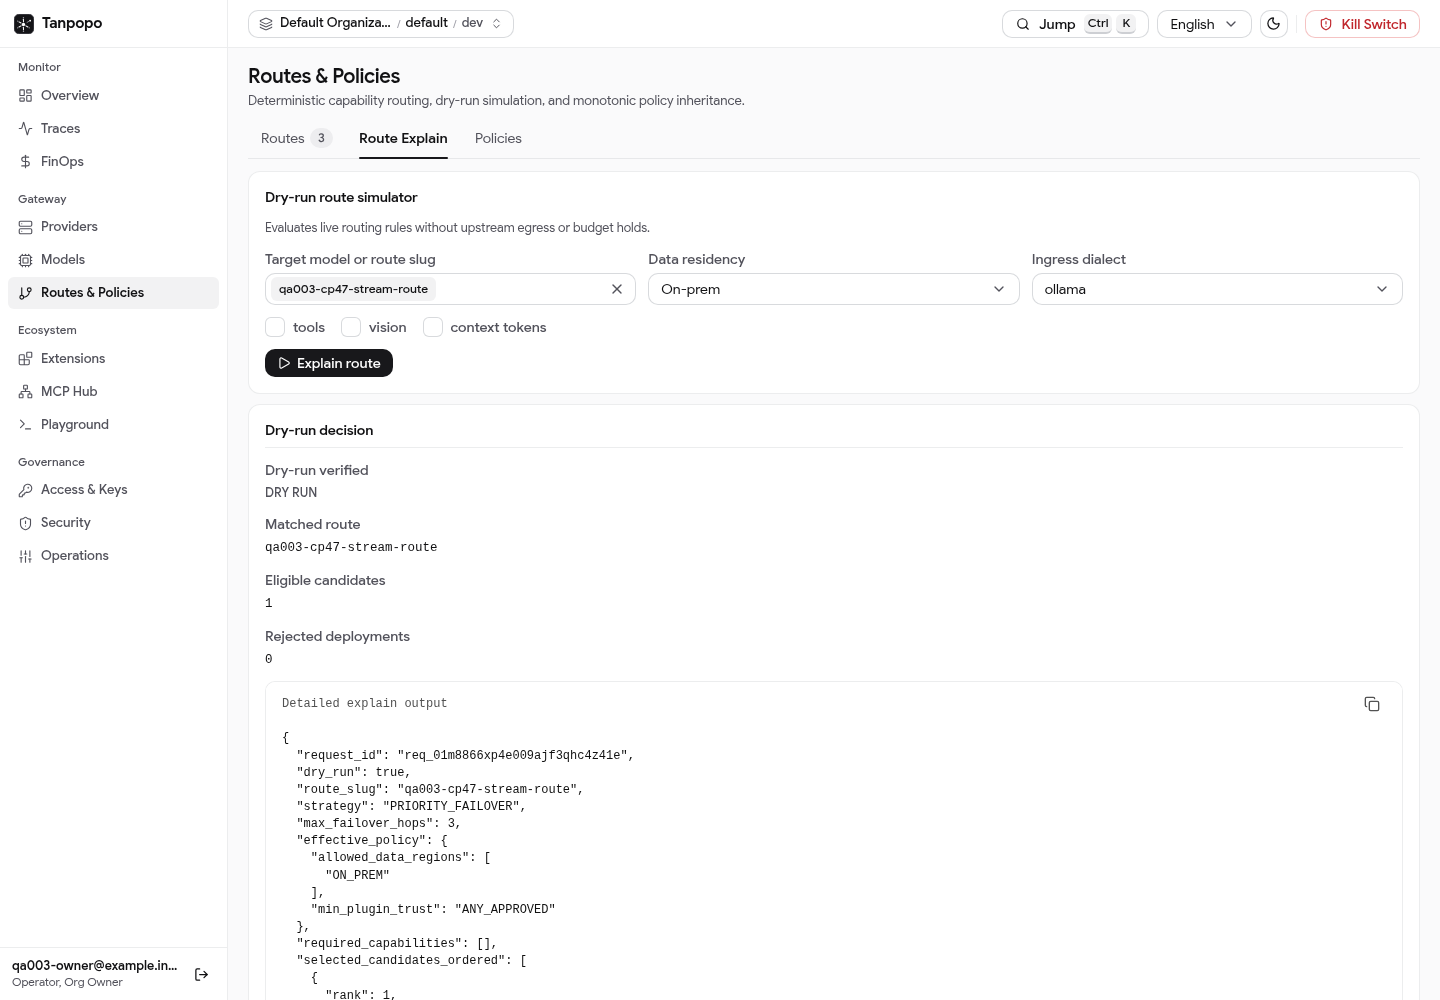 Tanpopo
Default Organiza... / default / dev
Jump Ctrl K
English
Kill Switch
Monitor
Overview
Traces
FinOps
Gateway
Providers
Models
Routes & Policies
Ecosystem
Extensions
MCP Hub
Playground
Governance
Access & Keys
Security
Operations
qa003-owner@example.in...
Operator, Org Owner
Routes & Policies
Deterministic capability routing, dry-run simulation, and monotonic policy inheritance.
Routes 3 Route Explain Policies
Dry-run route simulator
Evaluates live routing rules without upstream egress or budget holds.
Target model or route slug Data residency Ingress dialect
qa003-cp47-stream-route On-prem ollama
tools vision context tokens
Explain route
Dry-run decision
Dry-run verified
DRY RUN
Matched route
qa003-cp47-stream-route
Eligible candidates
1
Rejected deployments
0
Detailed explain output
{
"request_id": "req_01m8866xp4e009ajf3qhc4z41e",
"dry_run": true,
"route_slug": "qa003-cp47-stream-route",
"strategy": "PRIORITY_FAILOVER",
"max_failover_hops": 3,
"effective_policy": {
"allowed_data_regions": [
"ON_PREM"
],
"min_plugin_trust": "ANY_APPROVED"
},
"required_capabilities": [],
"selected_candidates_ordered": [
{
"rank": 1,